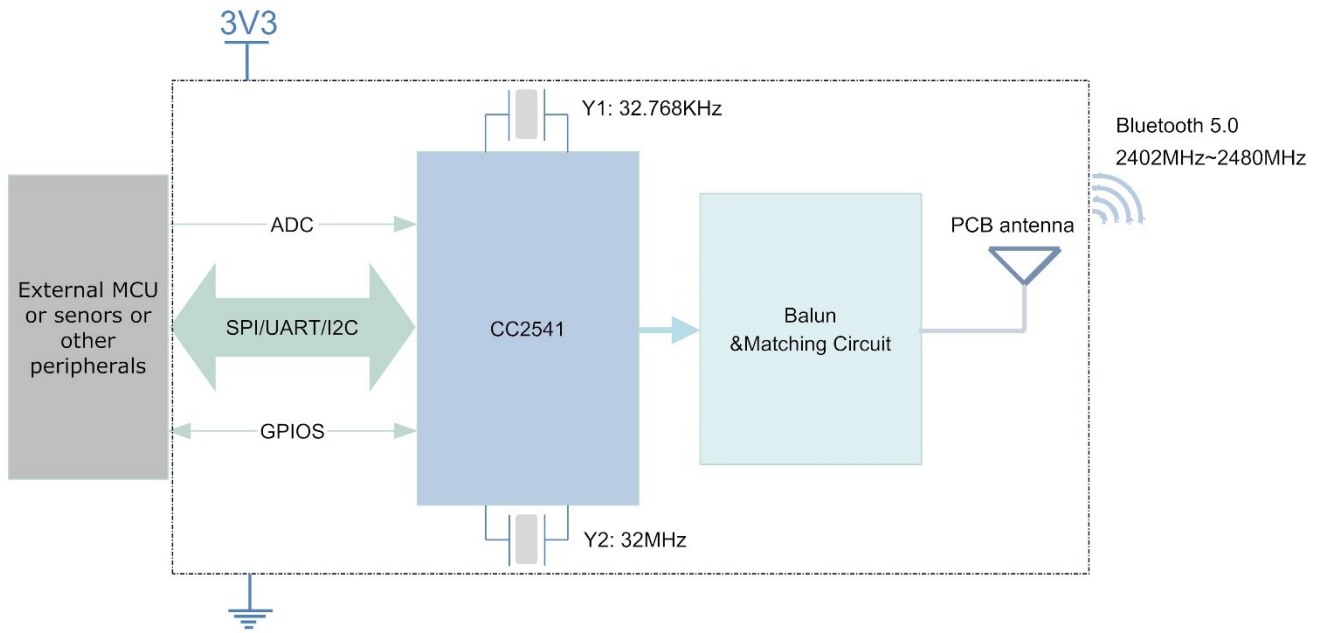 3V3
Y1: 32.768KHz
Bluetooth 5.0
2402MHz~2480MHz
ADC
PCB antenna
External MCU
or senors or
other
peripherals
SPI/UART/I2C
CC2541
Balun
&Matching Circuit
GPIOS
Y2: 32MHz